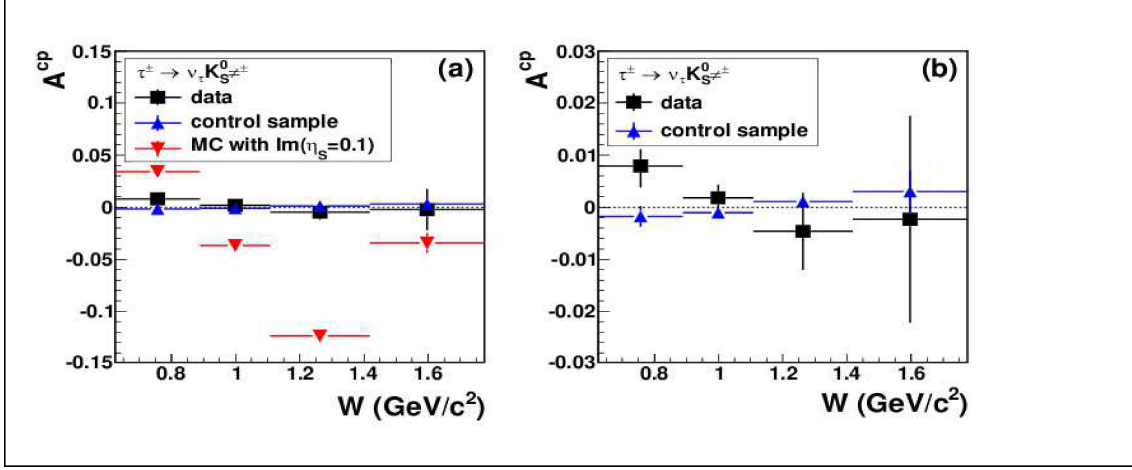 A^cp
0.15
0.1
0.05
0
-0.05
-0.1
-0.15
(a)
τ± → ν_τ K_S^0 ≠±
data
control sample
MC with Im(η_S=0.1)
0.8 1 1.2 1.4 1.6
W (GeV/c²)
A^cp
0.03
0.02
0.01
0
-0.01
-0.02
-0.03
(b)
τ± → ν_τ K_S^0 ≠±
data
control sample
0.8 1 1.2 1.4 1.6
W (GeV/c²)